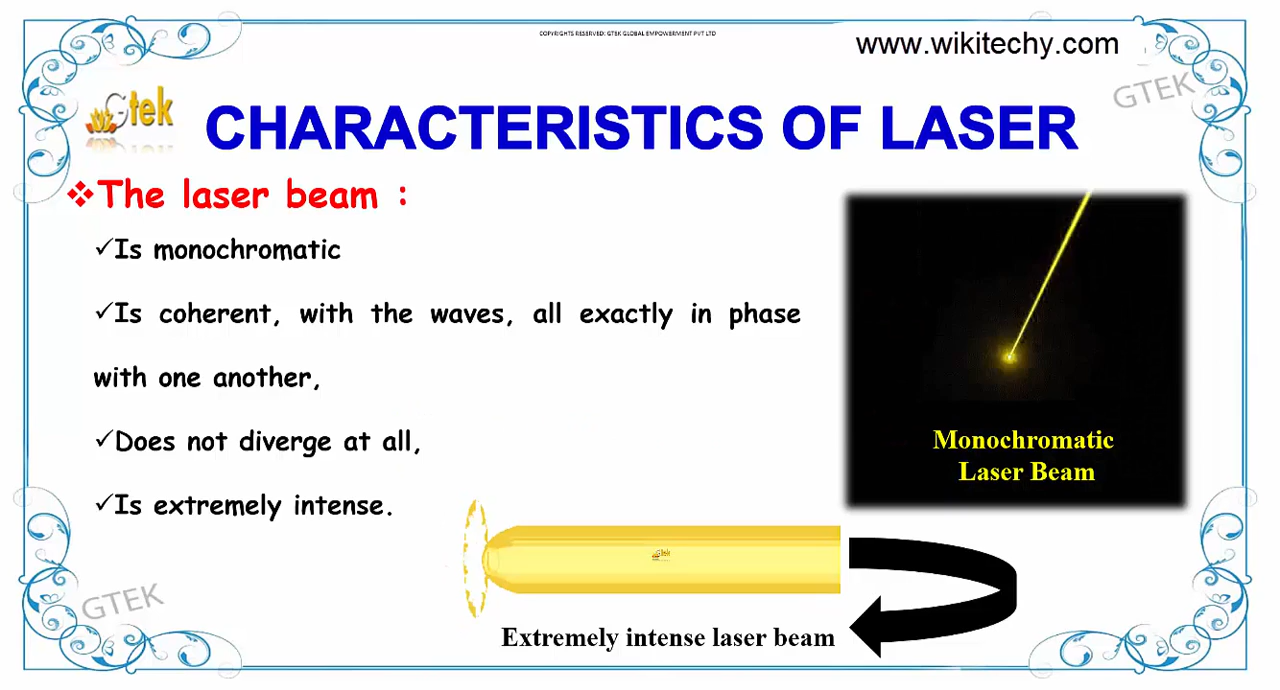 COPYRIGHTS RESERVED: GTEK GLOBAL EMPOWERMENT PVT LTD
www.wikitechy.com
GTEK
Gtek
CHARACTERISTICS OF LASER
❖The laser beam :
✓Is monochromatic
✓Is coherent, with the waves, all exactly in phase
with one another,
✓Does not diverge at all,
✓Is extremely intense.
Monochromatic
Laser Beam
Gtek
GTEK
Extremely intense laser beam